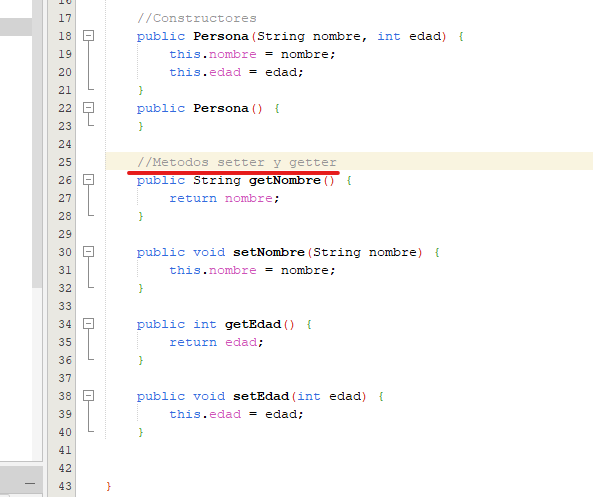 16
17 //Constructores
18 public Persona(String nombre, int edad) {
19 this.nombre = nombre;
20 this.edad = edad;
21 }
22 public Persona() {
23 }
24
25 //Metodos setter y getter
26 public String getNombre() {
27 return nombre;
28 }
29
30 public void setNombre(String nombre) {
31 this.nombre = nombre;
32 }
33
34 public int getEdad() {
35 return edad;
36 }
37
38 public void setEdad(int edad) {
39 this.edad = edad;
40 }
41
42
43 }